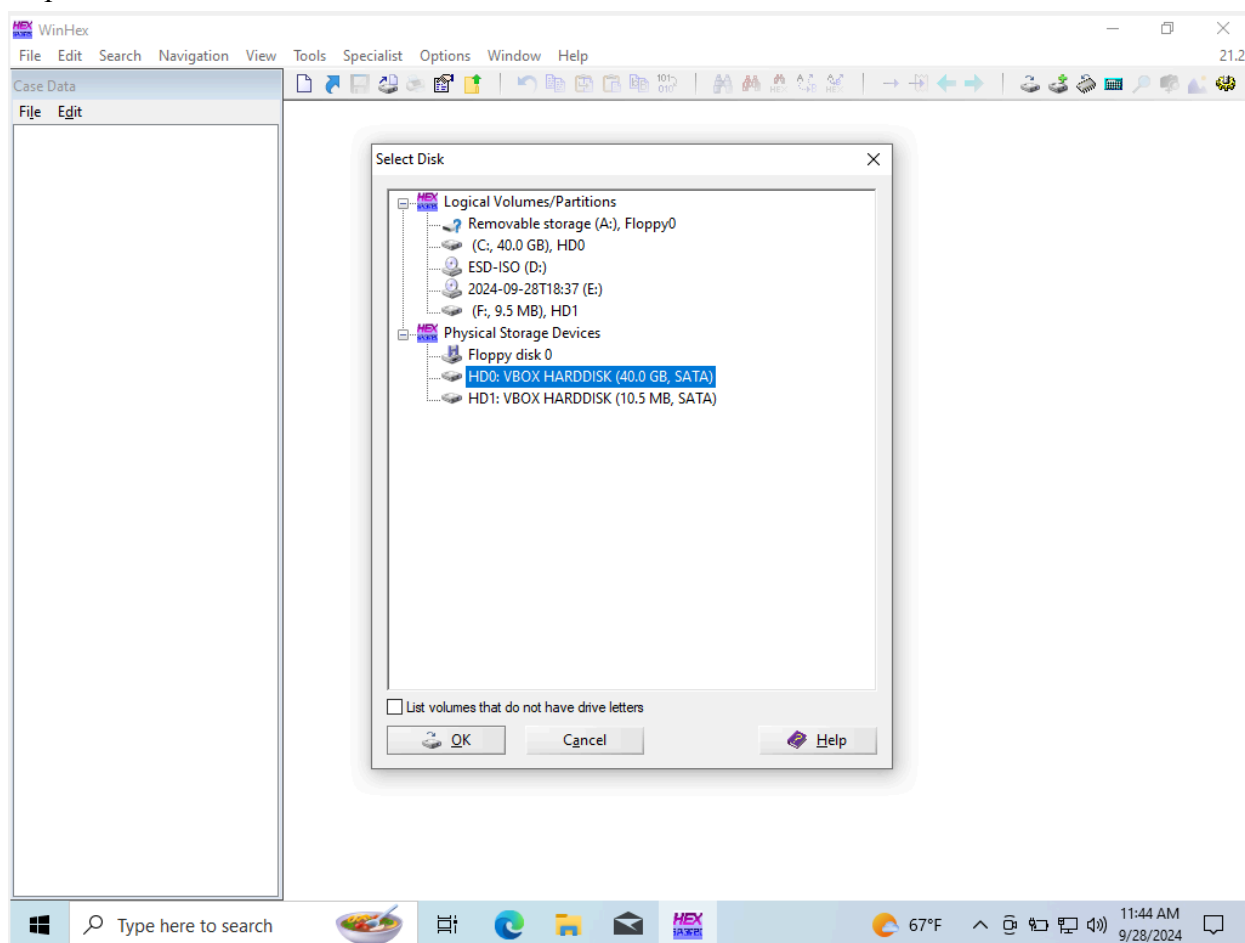 WinHex
File Edit Search Navigation View Tools Specialist Options Window Help 21.2
Case Data
File Edit
Select Disk
Logical Volumes/Partitions
Removable storage (A:), Floppy0
(C:, 40.0 GB), HD0
ESD-ISO (D:)
2024-09-28T18:37 (E:)
(F:, 9.5 MB), HD1
Physical Storage Devices
Floppy disk 0
HD0: VBOX HARDDISK (40.0 GB, SATA)
HD1: VBOX HARDDISK (10.5 MB, SATA)
List volumes that do not have drive letters
OK Cancel Help
Type here to search HEX 67°F 11:44 AM
9/28/2024